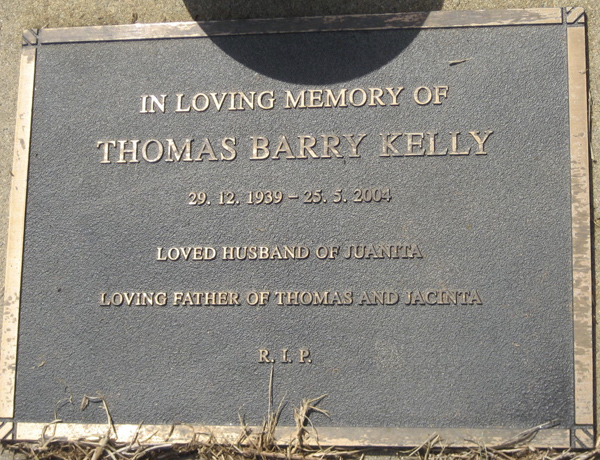 IN LOVING MEMORY OF
THOMAS BARRY KELLY
29. 12. 1939 – 25. 5. 2004
LOVED HUSBAND OF JUANITA
LOVING FATHER OF THOMAS AND JACINTA
R. I. P.